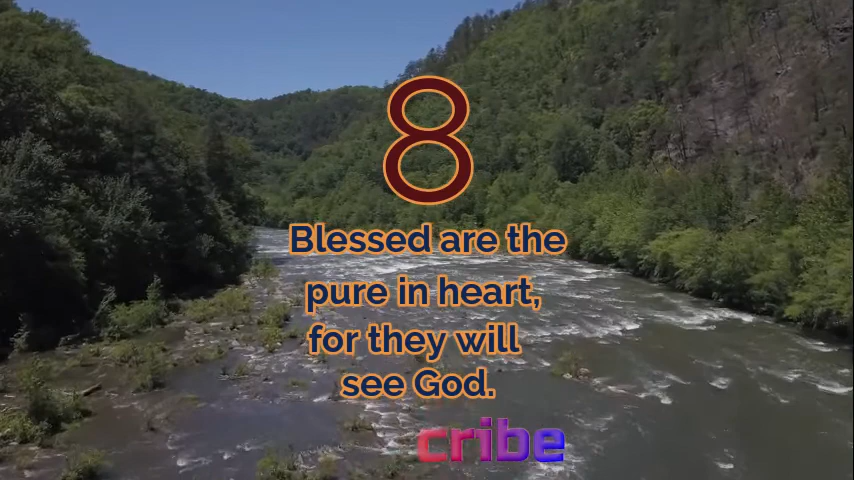 8
Blessed are the
pure in heart,
for they will
see God.
cribe